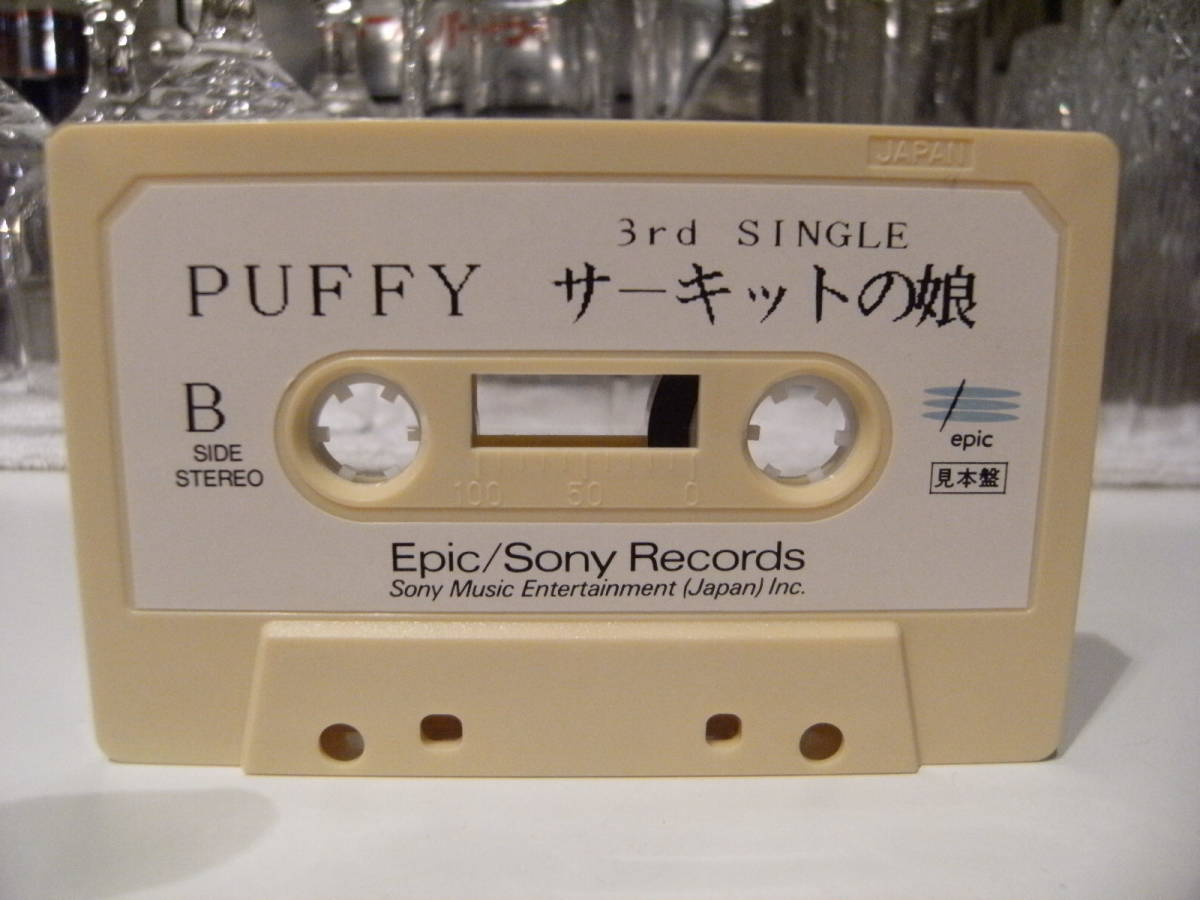 JAPAN
3rd SINGLE
PUFFY サーキットの娘
B
SIDE
STEREO
epic
見本盤
100 50 0
Epic/Sony Records
Sony Music Entertainment (Japan) Inc.